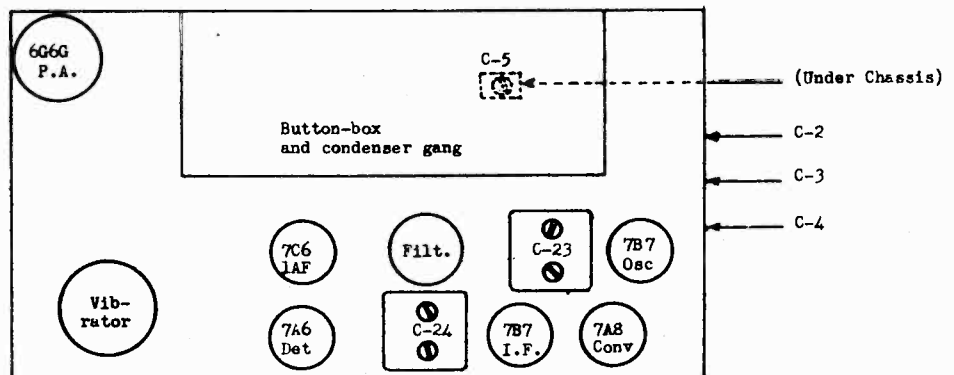 6G6G
P.A.
C-5
(Under Chassis)
Button-box
and condenser gang
C-2
C-3
C-4
7C6
1AF
Filt.
C-23
7B7
Osc
Vib-
rator
7A6
Det
C-24
7B7
I.F.
7A8
Conv